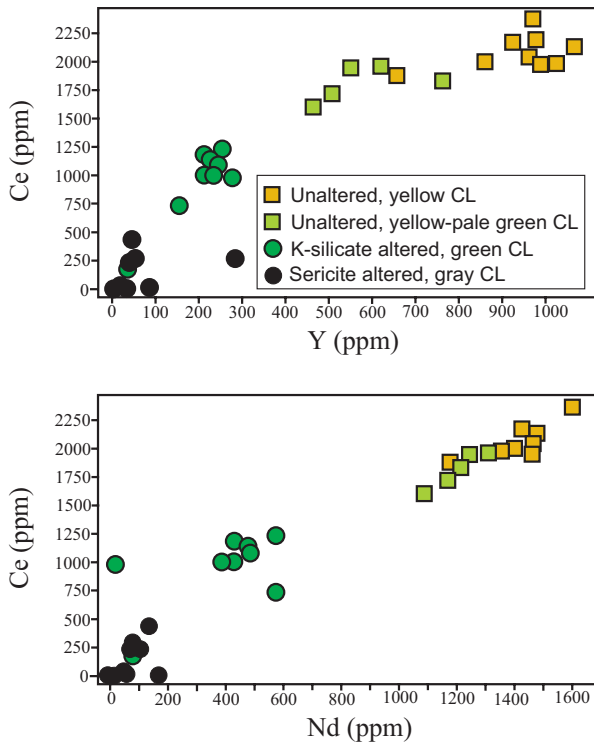 2250
2000
1750
1500
1250
1000
750
500
250
0
Ce (ppm)
Unaltered, yellow CL
Unaltered, yellow-pale green CL
K-silicate altered, green CL
Sericite altered, gray CL
0 100 200 300 400 500 600 700 800 900 1000
Y (ppm)
2250
2000
1750
1500
1250
1000
750
500
250
0
Ce (ppm)
0 200 400 600 1000 1200 1400 1600
Nd (ppm)